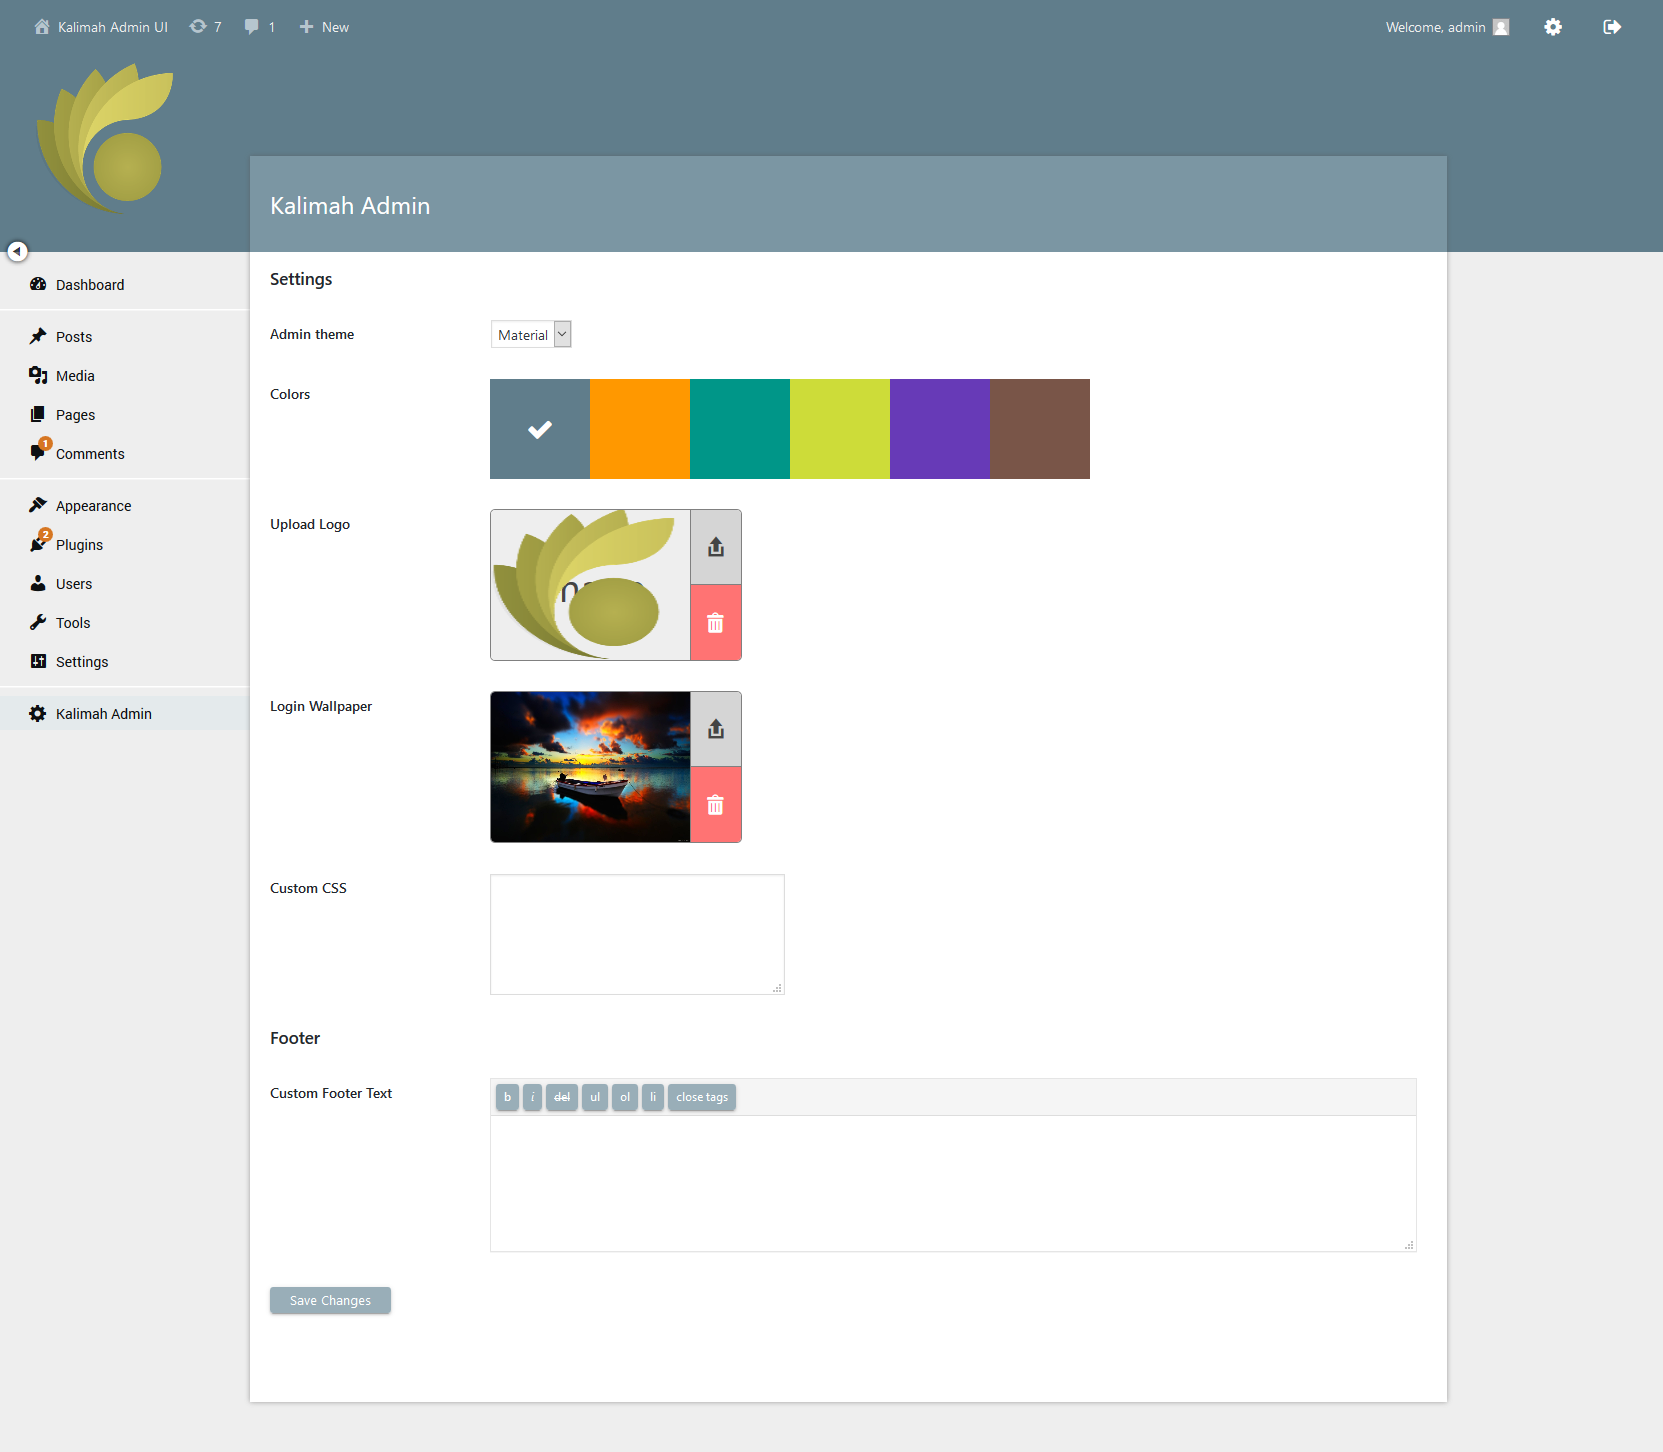 Kalimah Admin UI 7 1 New Welcome, admin
Kalimah Admin
Dashboard
Posts
Media
Pages
1
Comments
Appearance
2
Plugins
Users
Tools
Settings
Kalimah Admin
Settings
Admin theme Material
Colors
Upload Logo
Login Wallpaper
Custom CSS
Footer
Custom Footer Text b i del ul ol li close tags
Save Changes